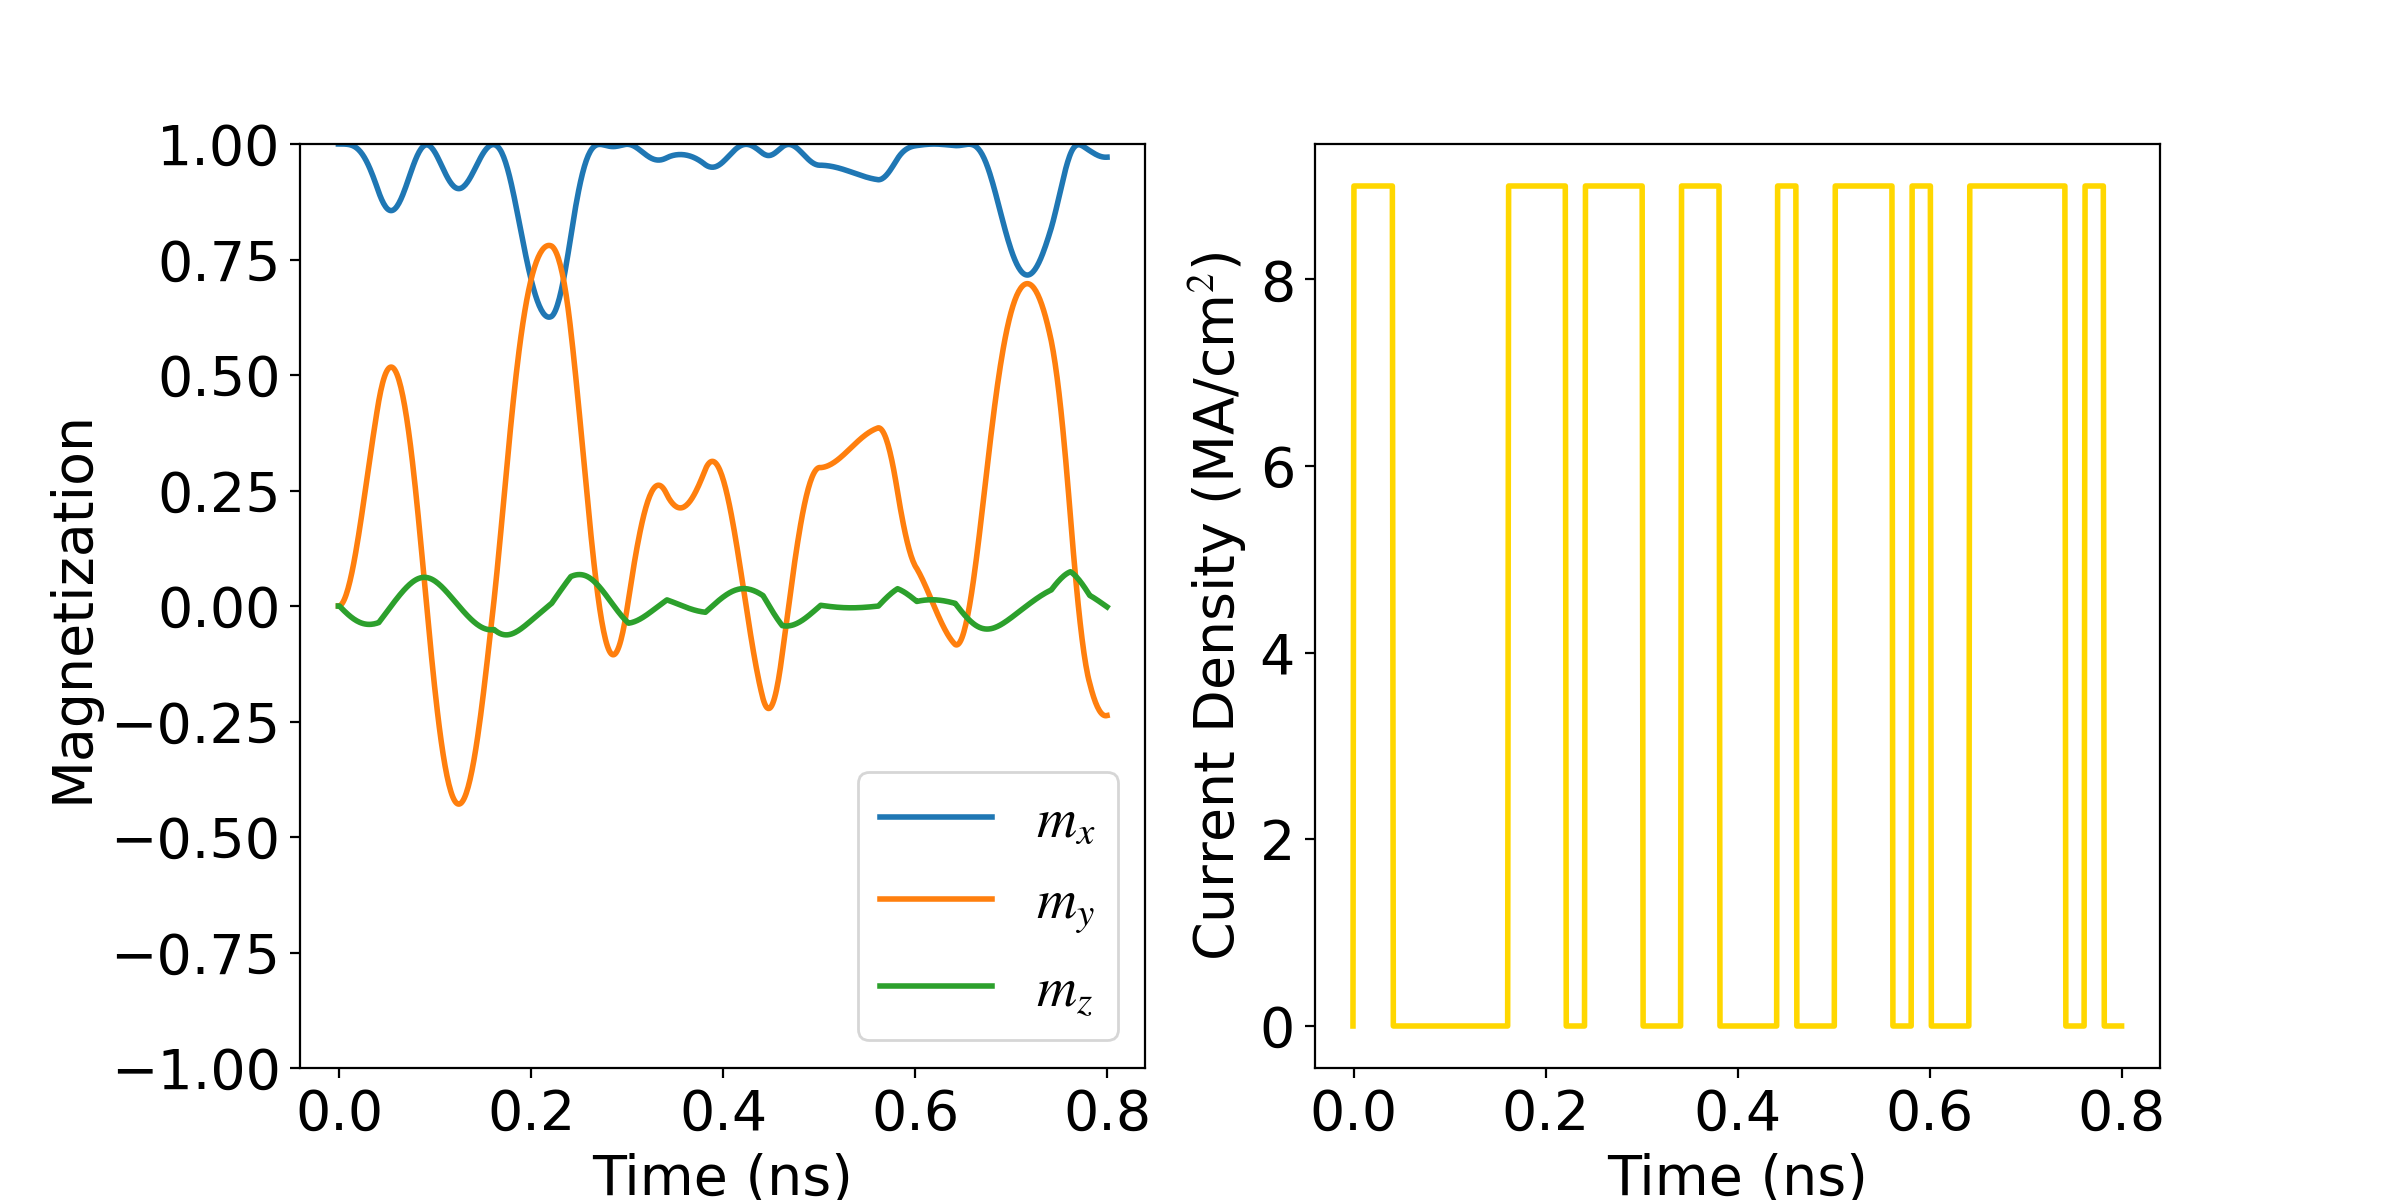 Magnetization
1.00
0.75
0.50
0.25
0.00
−0.25
−0.50
−0.75
−1.00
0.0 0.2 0.4 0.6 0.8
Time (ns)
m_x
m_y
m_z
Current Density (MA/cm²)
8
6
4
2
0
0.0 0.2 0.4 0.6 0.8
Time (ns)